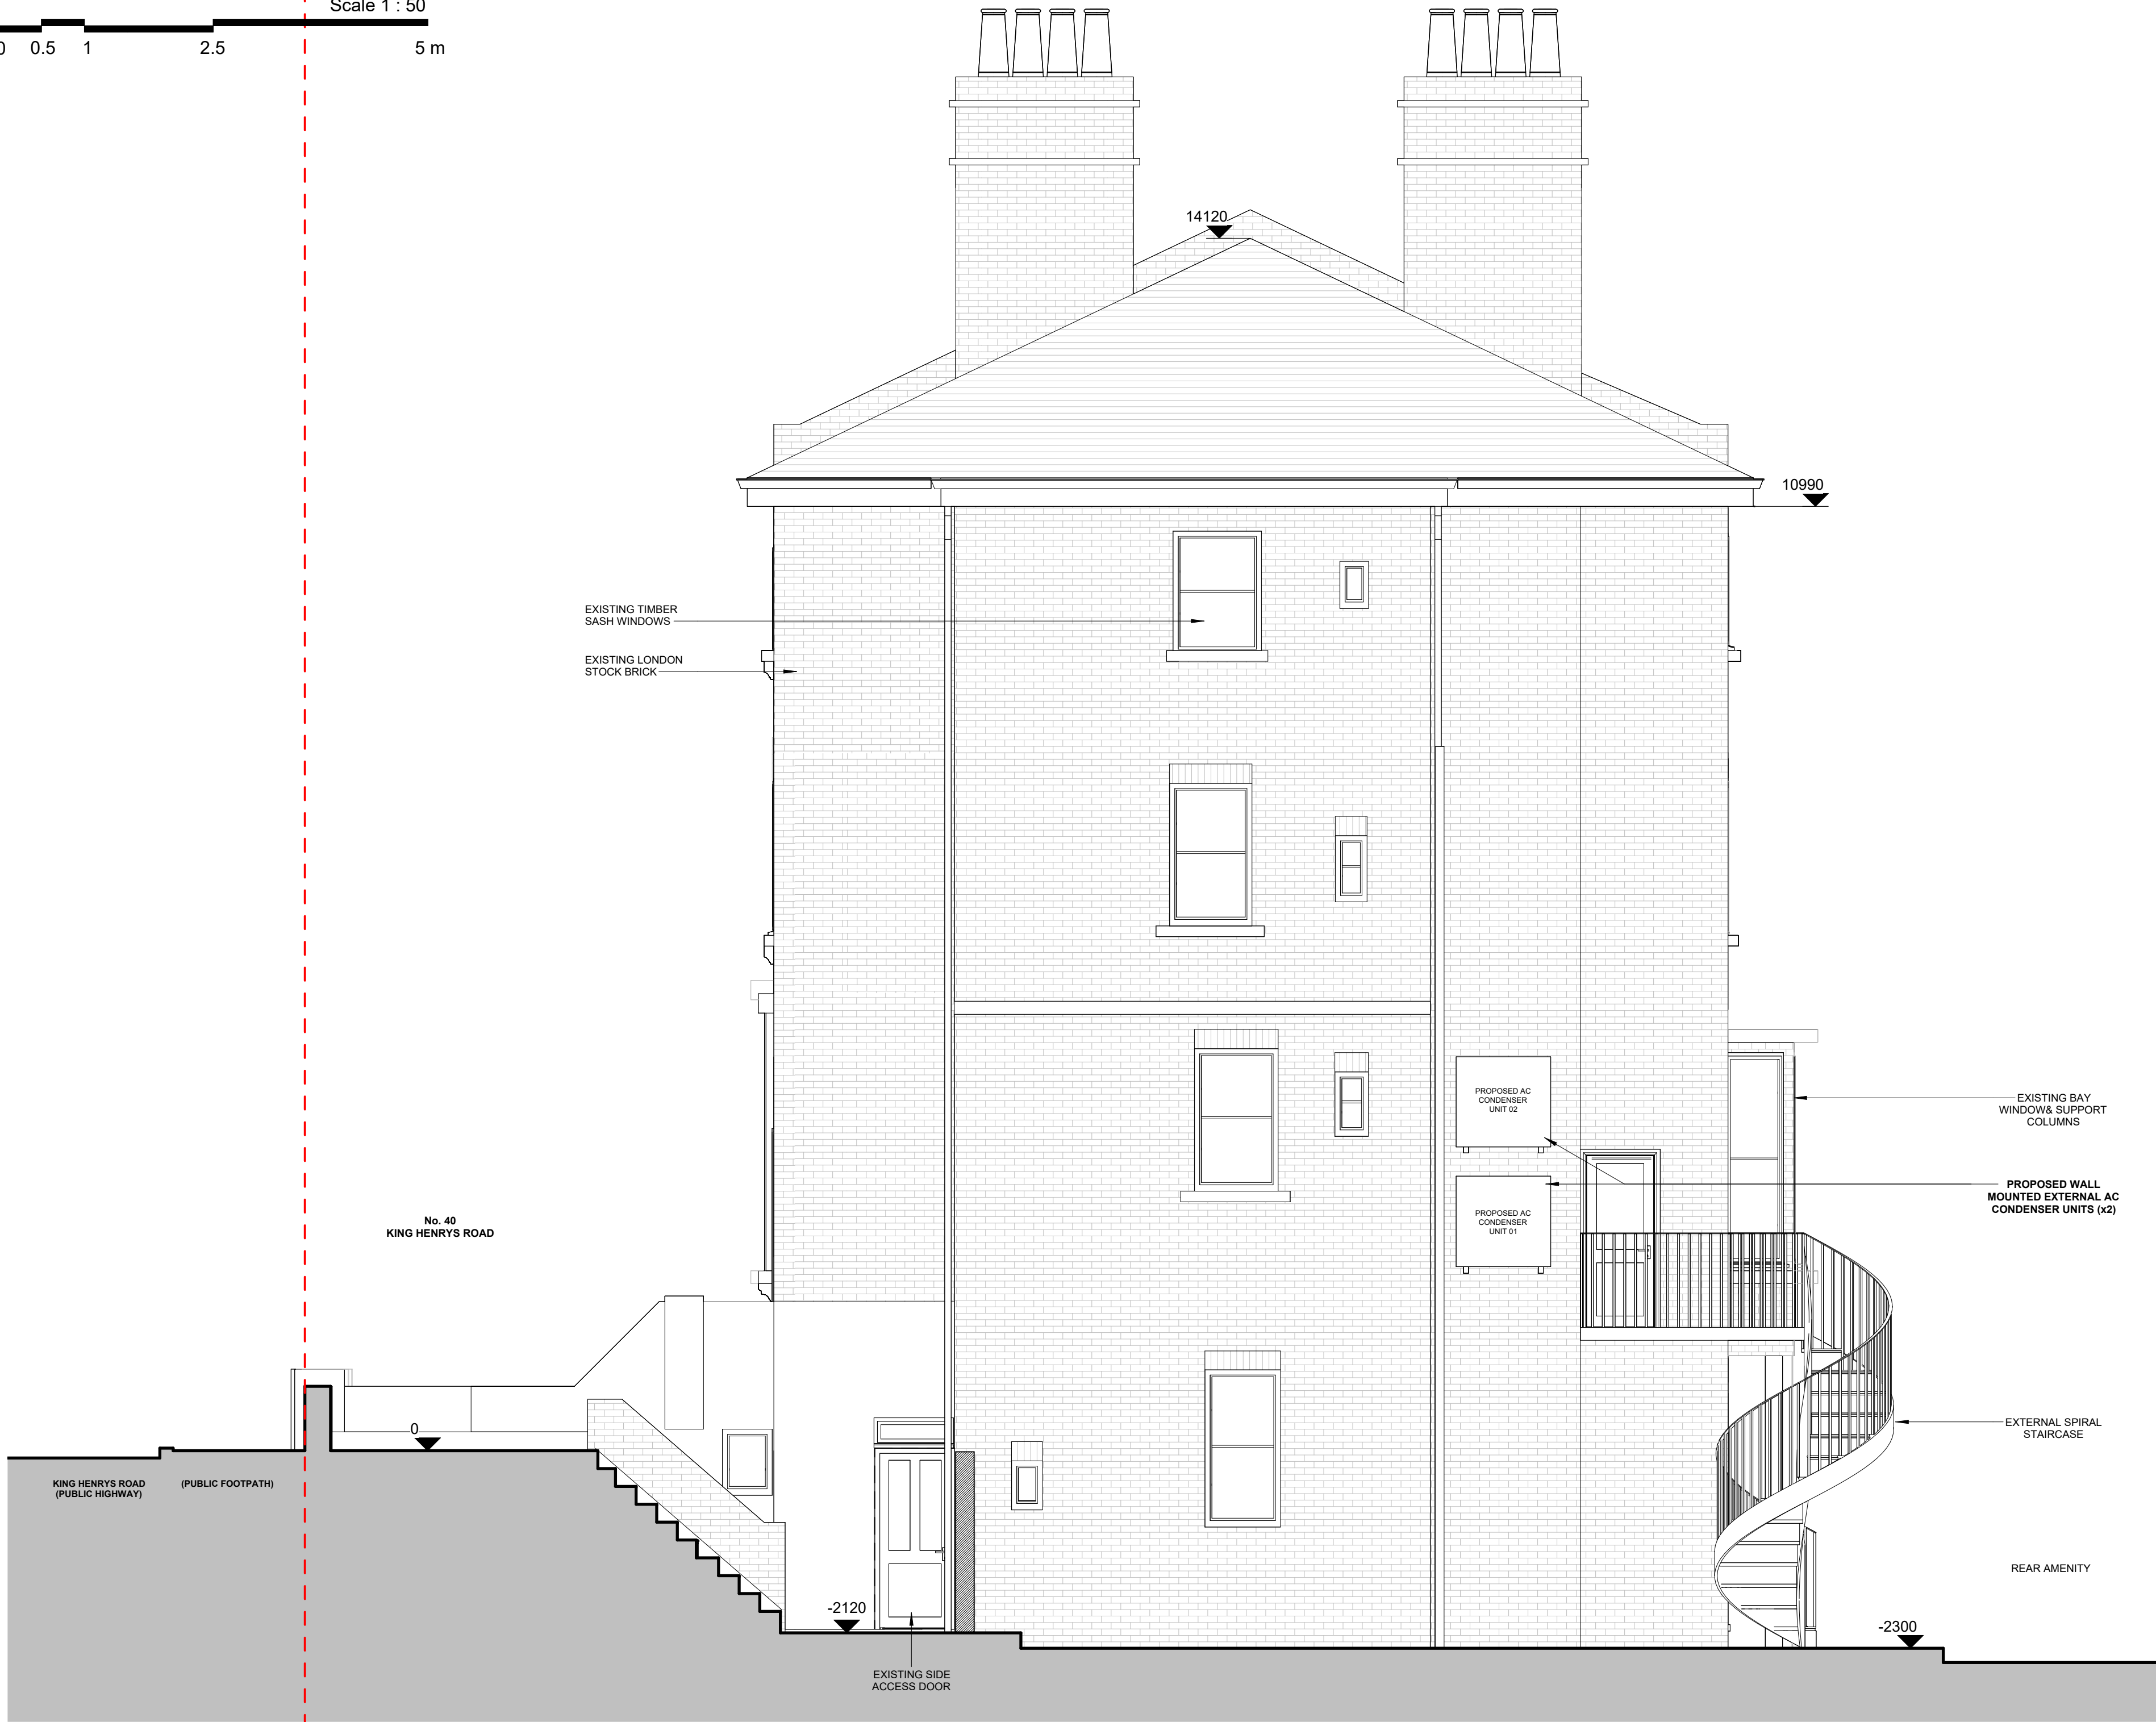 Scale 1 : 50
0 0.5 1 2.5 5 m
14120
10990
EXISTING TIMBER
SASH WINDOWS
EXISTING LONDON
STOCK BRICK
PROPOSED AC
CONDENSER
UNIT 02
EXISTING BAY
WINDOW& SUPPORT
COLUMNS
PROPOSED WALL
MOUNTED EXTERNAL AC
CONDENSER UNITS (x2)
PROPOSED AC
CONDENSER
UNIT 01
No. 40
KING HENRYS ROAD
0
EXTERNAL SPIRAL
STAIRCASE
KING HENRYS ROAD
(PUBLIC HIGHWAY)
(PUBLIC FOOTPATH)
REAR AMENITY
-2120
-2300
EXISTING SIDE
ACCESS DOOR